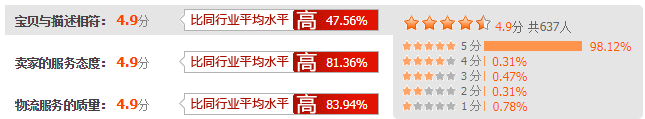 宝贝与描述相符： 4.9分 比同行业平均水平 高 47.56%
卖家的服务态度： 4.9分 比同行业平均水平 高 81.36%
物流服务的质量： 4.9分 比同行业平均水平 高 83.94%
4.9分 共637人
5 分 98.12%
4 分 0.31%
3 分 0.47%
2 分 0.31%
1 分 0.78%